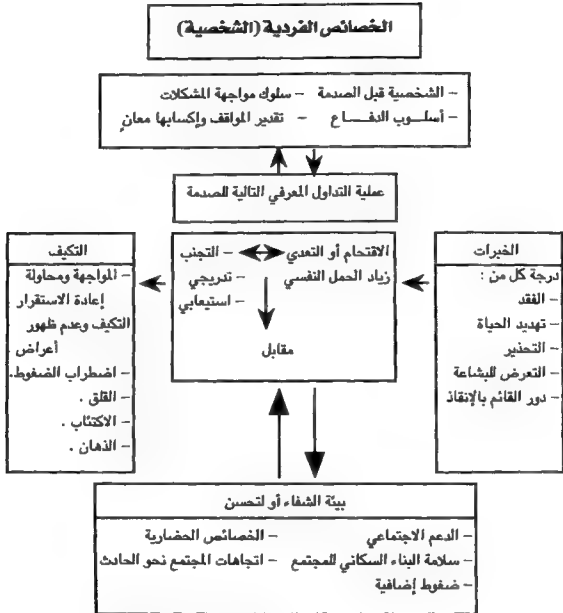 الخصائص الفردية (الشخصية)
– الشخصية قبل الصدمة – سلوك مواجهة المشكلات
– أسلــوب الدفــــاع – تقدير المواقف وإكسابها معانٍ
عملية التداول المعرفي التالية للصدمة
الخبرات
درجة كل من :
– الفقد
– تهديد الحياة
– التحذير
– التعرض للبشاعة
– دور القائم بالإنقاذ
الاقتحام أو التعدي – التجنب
زياد الحمل النفسي – تدريجي
– استيعابي
مقابل
التكيف
– المواجهة ومحاولة
إعادة الاستقرار
التكيف وعدم ظهور
أعراض
– اضطراب الضغوط.
– القلق .
– الاكتئاب .
– الذهان .
بيئة الشفاء أو لتحسن
– الدعم الاجتماعي – الخصائص الحضارية
– سلامة البناء السكاني للمجتمع – اتجاهات المجتمع نحو الحادث
– ضغوط إضافية